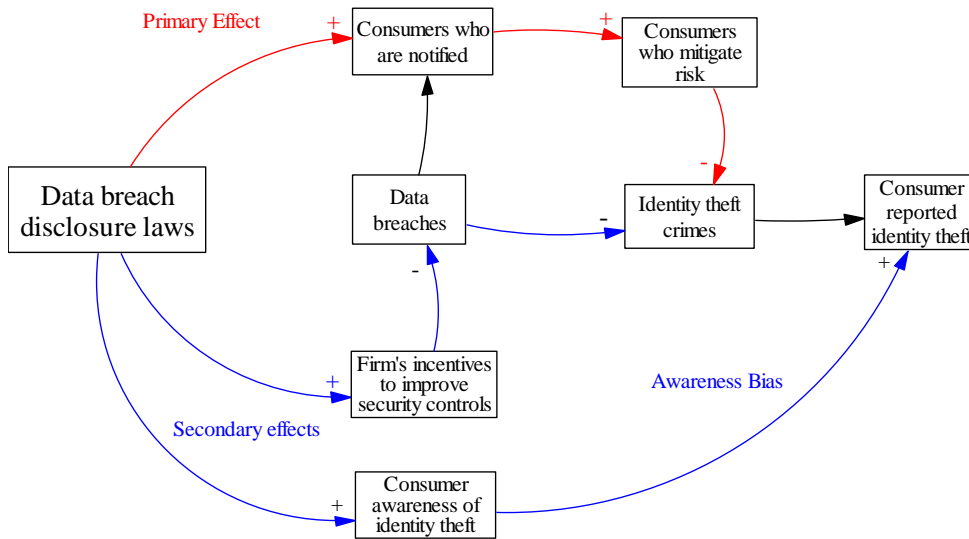 Primary Effect
+
Consumers who
are notified
+
Consumers
who mitigate
risk
-
Data breach
disclosure laws
Data
breaches
-
Identity theft
crimes
Consumer
reported
identity theft
+
-
Firm's incentives
to improve
security controls
+
Awareness Bias
Secondary effects
Consumer
awareness of
identity theft
+